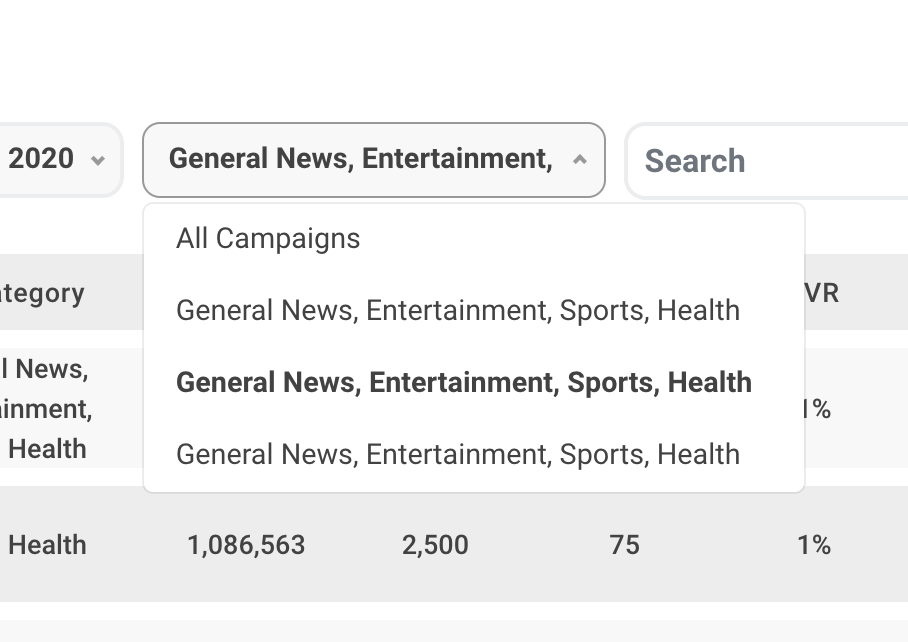 2020
General News, Entertainment,
Search
All Campaigns
General News, Entertainment, Sports, Health
General News, Entertainment, Sports, Health
General News, Entertainment, Sports, Health
ategory
VR
l News,
ainment,
Health
1%
Health 1,086,563 2,500 75 1%